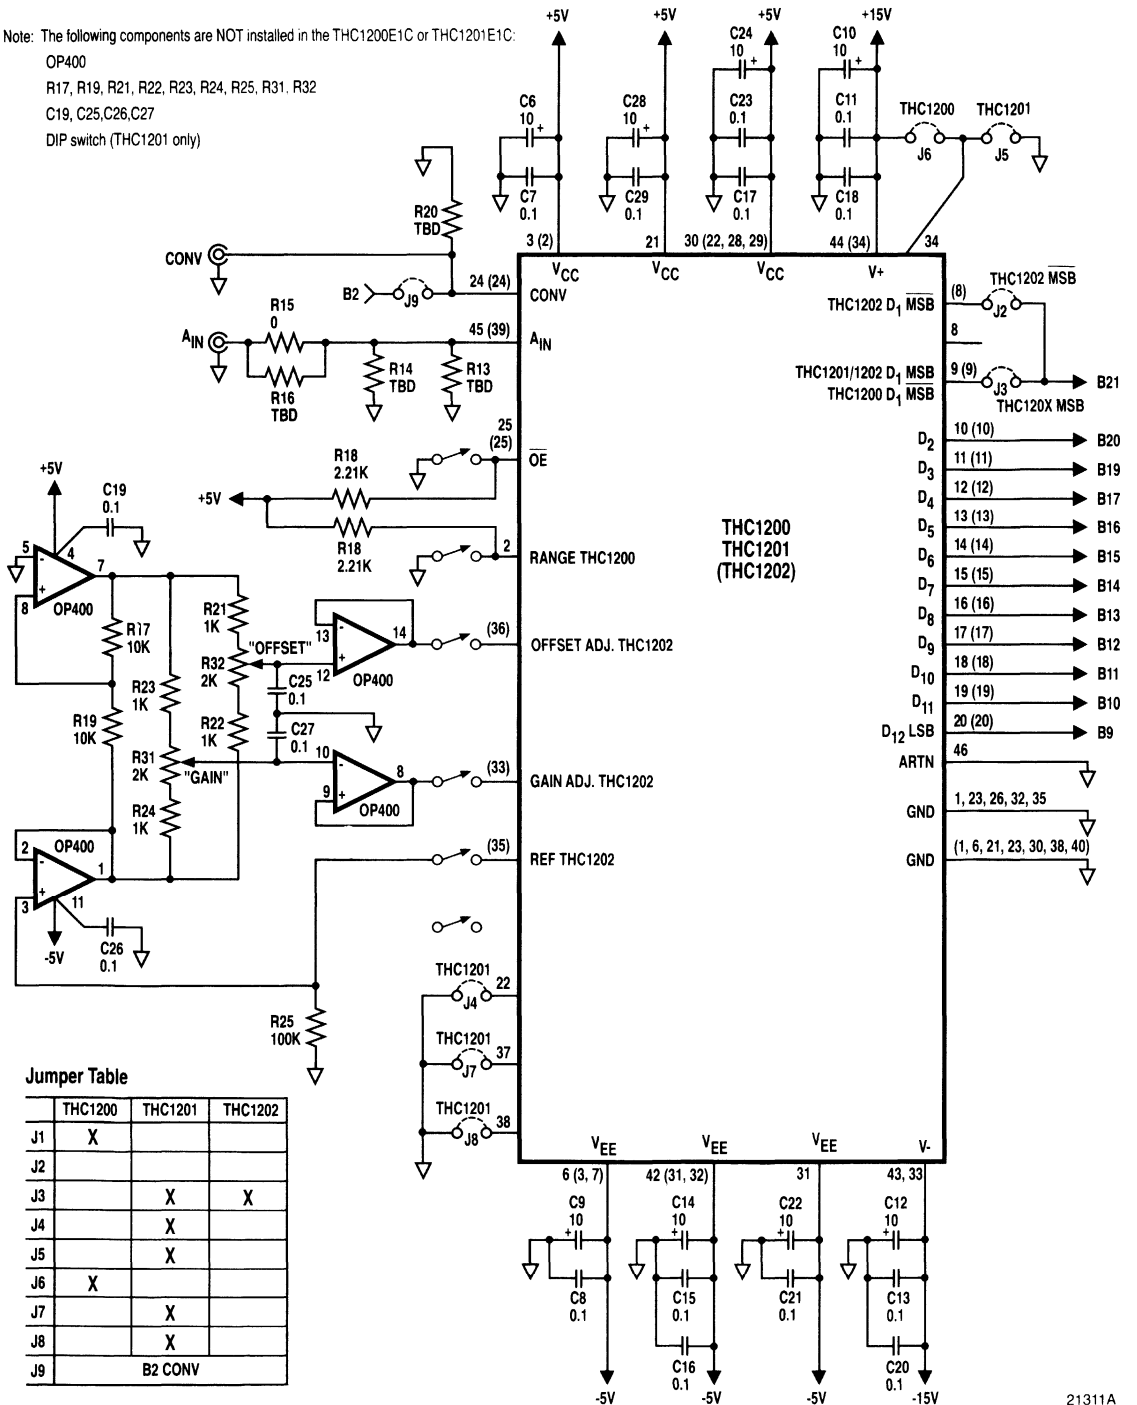 Note: The following components are NOT installed in the THC1200E1C or THC1201E1C:
OP400
R17, R19, R21, R22, R23, R24, R25, R31. R32
C19, C25,C26,C27
DIP switch (THC1201 only)
+5V
+5V
+5V
+15V
C6
10
+
C7
0.1
C28
10
+
C29
0.1
C24
10
+
C23
0.1
C17
0.1
C10
10
+
C11
0.1
C18
0.1
THC1200
J6
THC1201
J5
3 (2)
21
30 (22, 28, 29)
44 (34)
34
VCC
VCC
VCC
V+
R20
TBD
CONV
B2
J9
24 (24)
CONV
AIN
R15
0
R16
TBD
R14
TBD
R13
TBD
45 (39)
AIN
25
(25)
OE
R18
2.21K
+5V
R18
2.21K
2
RANGE THC1200
THC1200
THC1201
(THC1202)
THC1202 D1 MSB
(8)
THC1202 MSB
J2
8
THC1201/1202 D1 MSB
THC1200 D1 MSB
9 (9)
J3
THC120X MSB
B21
D2
10 (10)
B20
D3
11 (11)
B19
D4
12 (12)
B17
D5
13 (13)
B16
D6
14 (14)
B15
D7
15 (15)
B14
D8
16 (16)
B13
D9
17 (17)
B12
D10
18 (18)
B11
D11
19 (19)
B10
D12 LSB
20 (20)
B9
ARTN
46
GND
1, 23, 26, 32, 35
GND
(1, 6, 21, 23, 30, 38, 40)
+5V
C19
0.1
5
-
4
7
+
8
OP400
R17
10K
R19
10K
R23
1K
R31
2K
R24
1K
R21
1K
R32
2K
R22
1K
"OFFSET"
"GAIN"
C25
0.1
C27
0.1
13
-
14
12
+
OP400
(36)
OFFSET ADJ. THC1202
10
-
8
9
+
OP400
(33)
GAIN ADJ. THC1202
OP400
2
-
1
+
3
11
-5V
C26
0.1
(35)
REF THC1202
R25
100K
THC1201
J4
22
THC1201
J7
37
THC1201
J8
38
VEE
VEE
VEE
V-
6 (3, 7)
42 (31, 32)
31
43, 33
C9
10
+
C8
0.1
-5V
C14
10
+
C15
0.1
C16
0.1
-5V
C22
10
+
C21
0.1
-5V
C12
10
+
C13
0.1
C20
0.1
-15V
Jumper Table
THC1200 THC1201 THC1202
J1 X
J2
J3 X X
J4 X
J5 X
J6 X
J7 X
J8 X
J9 B2 CONV
21311A